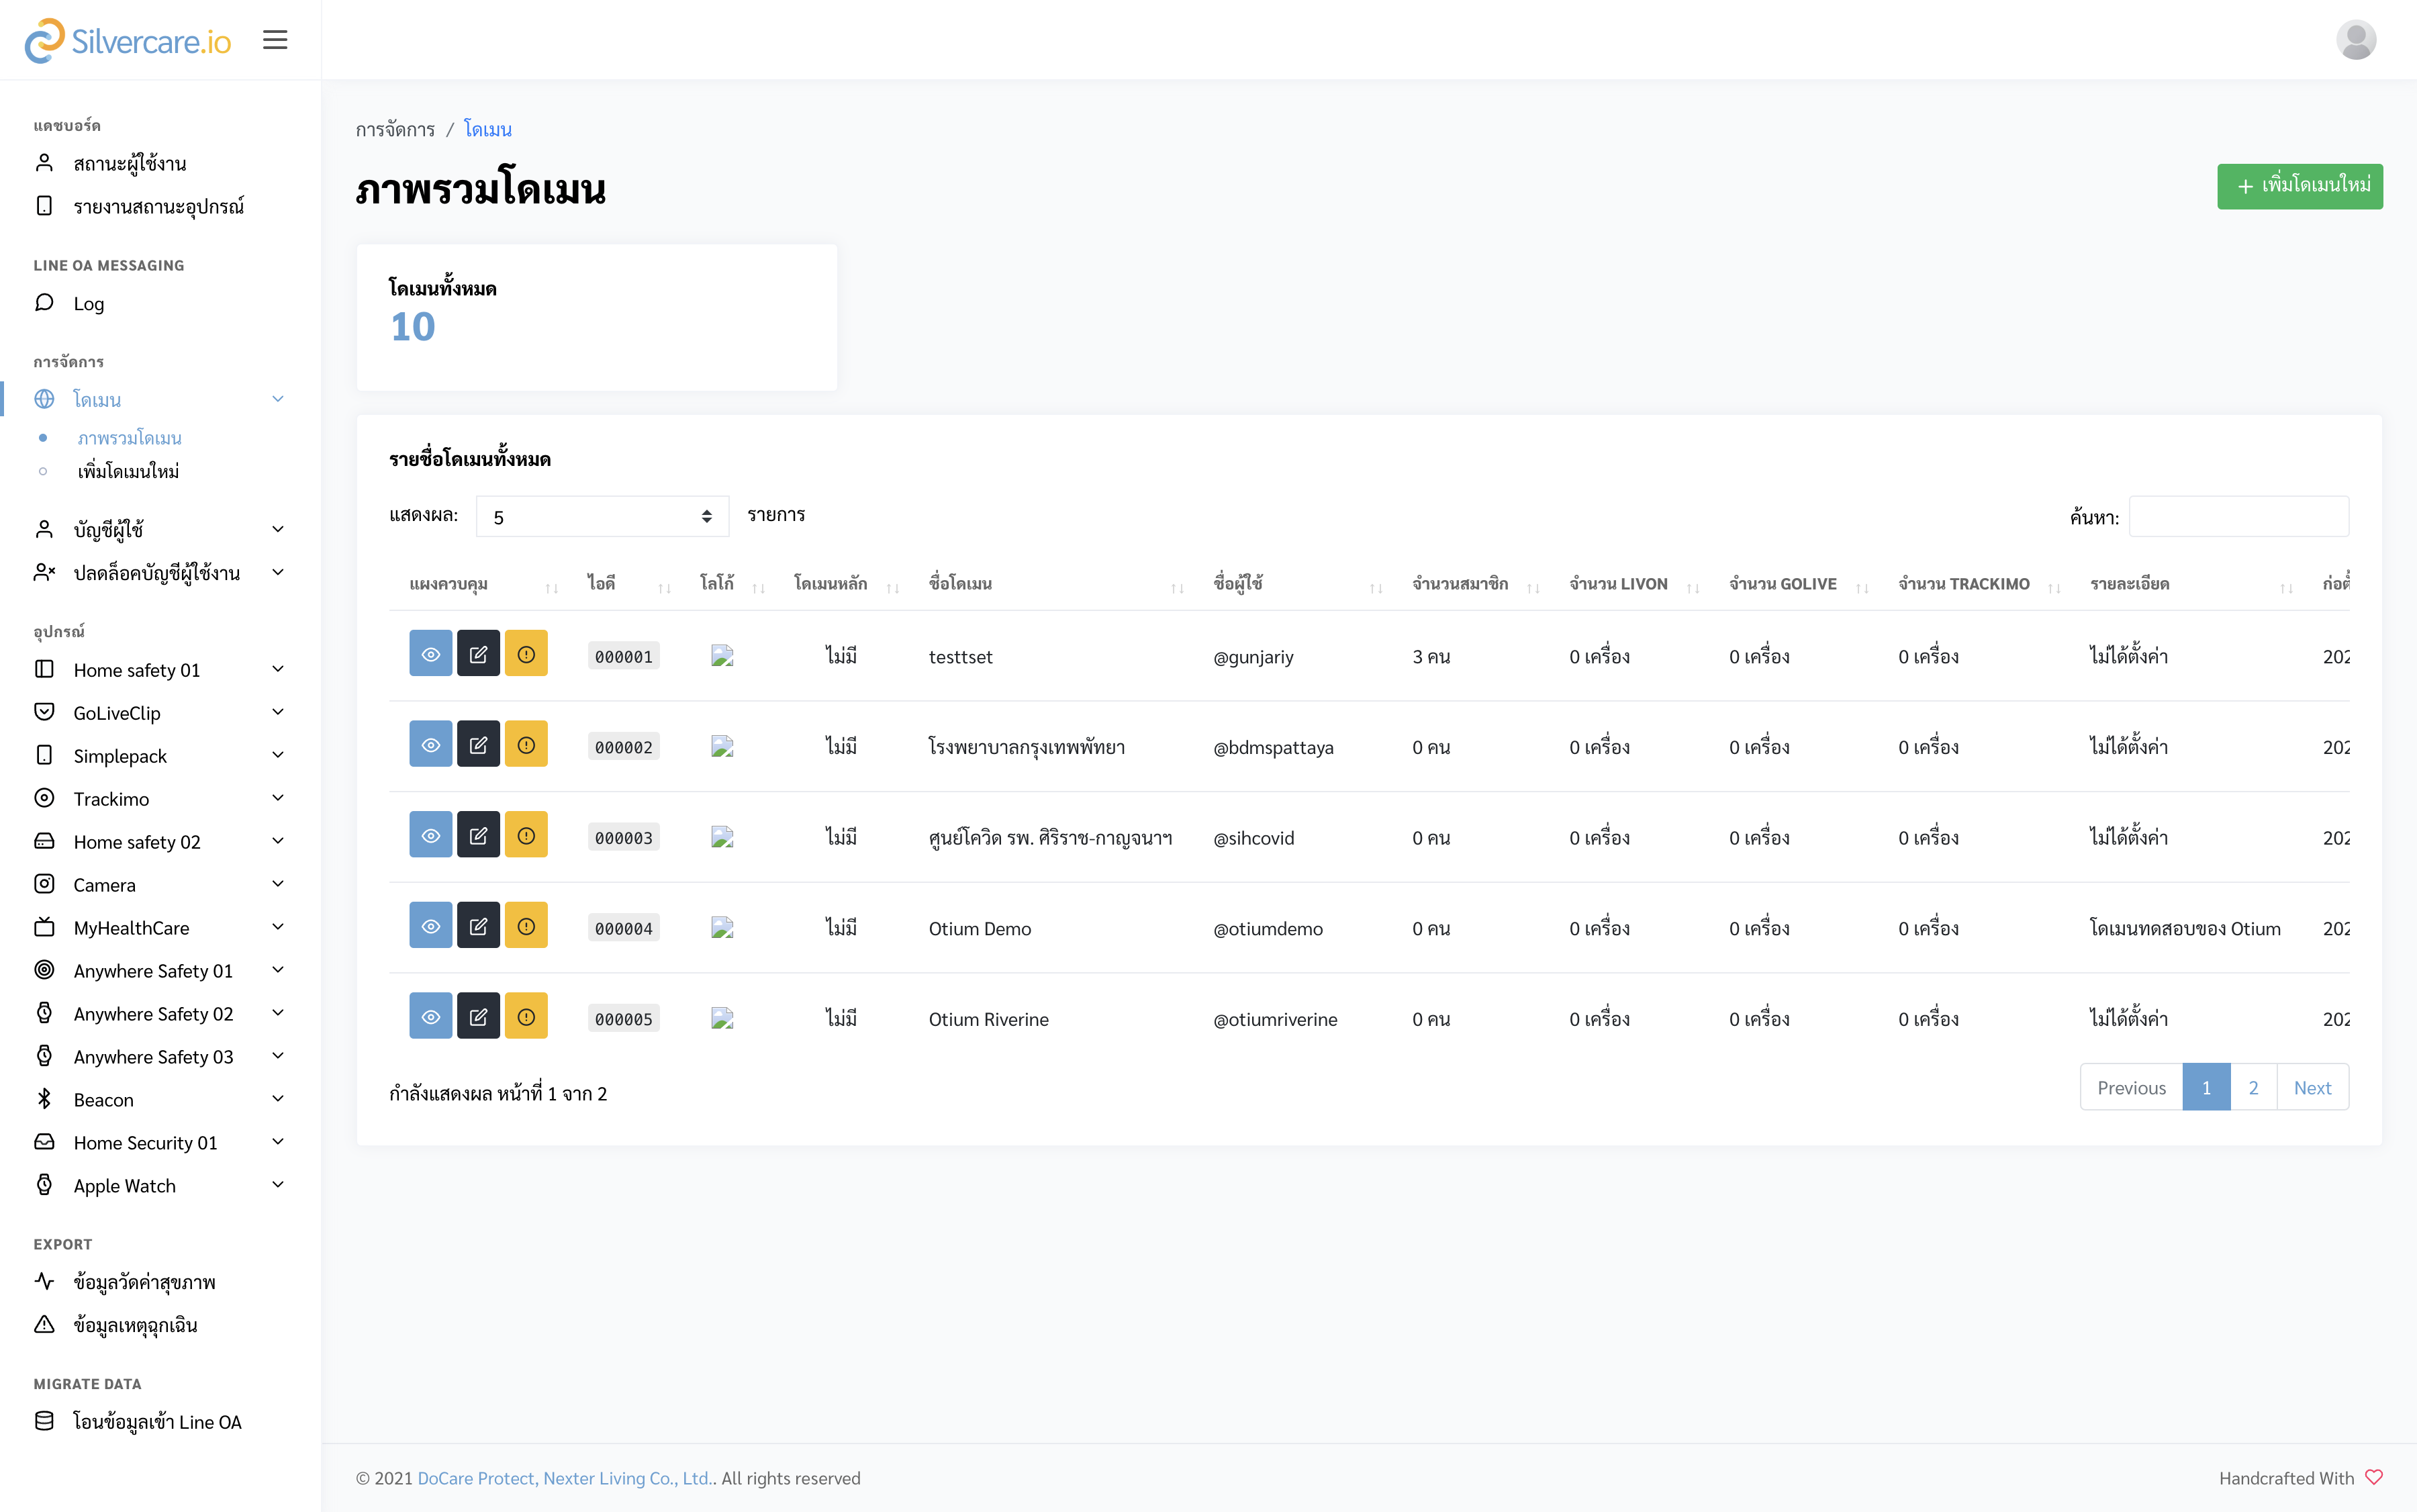 Silvercare.io
แดชบอร์ด
สถานะผู้ใช้งาน
รายงานสถานะอุปกรณ์
LINE OA MESSAGING
Log
การจัดการ
โดเมน
ภาพรวมโดเมน
เพิ่มโดเมนใหม่
บัญชีผู้ใช้
ปลดล็อคบัญชีผู้ใช้งาน
อุปกรณ์
Home safety 01
GoLiveClip
Simplepack
Trackimo
Home safety 02
Camera
MyHealthCare
Anywhere Safety 01
Anywhere Safety 02
Anywhere Safety 03
Beacon
Home Security 01
Apple Watch
EXPORT
ข้อมูลวัดค่าสุขภาพ
ข้อมูลเหตุฉุกเฉิน
MIGRATE DATA
โอนข้อมูลเข้า Line OA
การจัดการ / โดเมน
ภาพรวมโดเมน
เพิ่มโดเมนใหม่
โดเมนทั้งหมด
10
รายชื่อโดเมนทั้งหมด
แสดงผล: 5 รายการ ค้นหา:
แผงควบคุม ไอดี โลโก้ โดเมนหลัก ชื่อโดเมน ชื่อผู้ใช้ จำนวนสมาชิก จำนวน LIVON จำนวน GOLIVE จำนวน TRACKIMO รายละเอียด
000001 ไม่มี testtset @gunjariy 3 คน 0 เครื่อง 0 เครื่อง 0 เครื่อง ไม่ได้ตั้งค่า 202
000002 ไม่มี โรงพยาบาลกรุงเทพพัทยา @bdmspattaya 0 คน 0 เครื่อง 0 เครื่อง 0 เครื่อง ไม่ได้ตั้งค่า 202
000003 ไม่มี ศูนย์โควิด รพ. ศิริราช-กาญจนาฯ @sihcovid 0 คน 0 เครื่อง 0 เครื่อง 0 เครื่อง ไม่ได้ตั้งค่า 202
000004 ไม่มี Otium Demo @otiumdemo 0 คน 0 เครื่อง 0 เครื่อง 0 เครื่อง โดเมนทดสอบของ Otium 202
000005 ไม่มี Otium Riverine @otiumriverine 0 คน 0 เครื่อง 0 เครื่อง 0 เครื่อง ไม่ได้ตั้งค่า 202
กำลังแสดงผล หน้าที่ 1 จาก 2
Previous 1 2 Next
© 2021 DoCare Protect, Nexter Living Co., Ltd.. All rights reserved
Handcrafted With